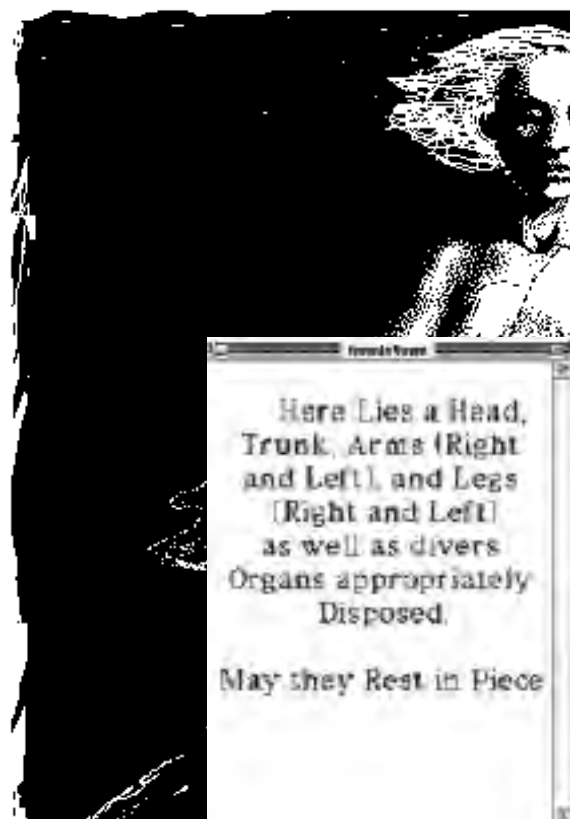 Here Lies a Head,
Trunk, Arms (Right
and Left), and Legs
(Right and Left)
as well as divers
Organs appropriately
Disposed.
May they Rest in Piece